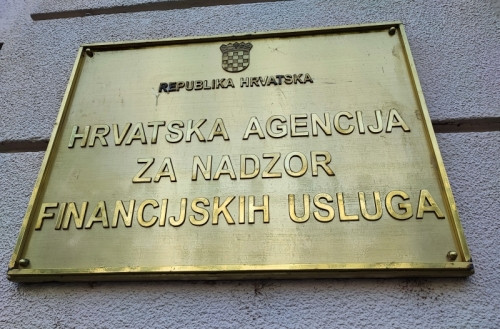 REPUBLIKA HRVATSKA
HRVATSKA AGENCIJA
ZA NADZOR
FINANCIJSKIH USLUGA